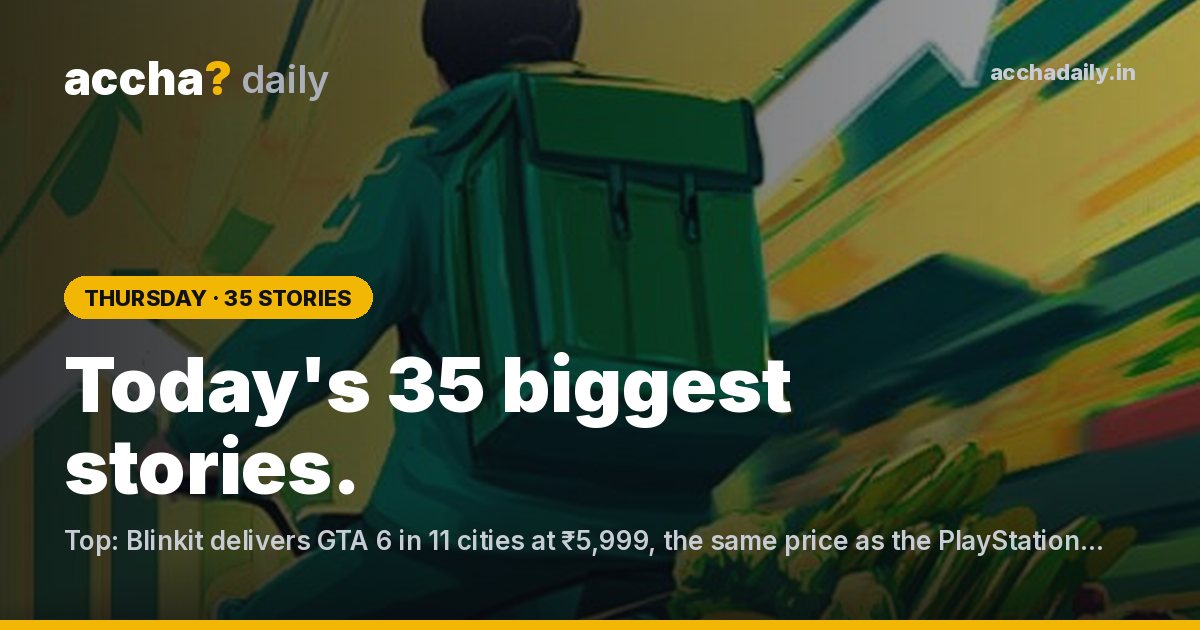 accha? daily
acchadaily.in
THURSDAY · 35 STORIES
Today's 35 biggest
stories.
Top: Blinkit delivers GTA 6 in 11 cities at ₹5,999, the same price as the PlayStation...